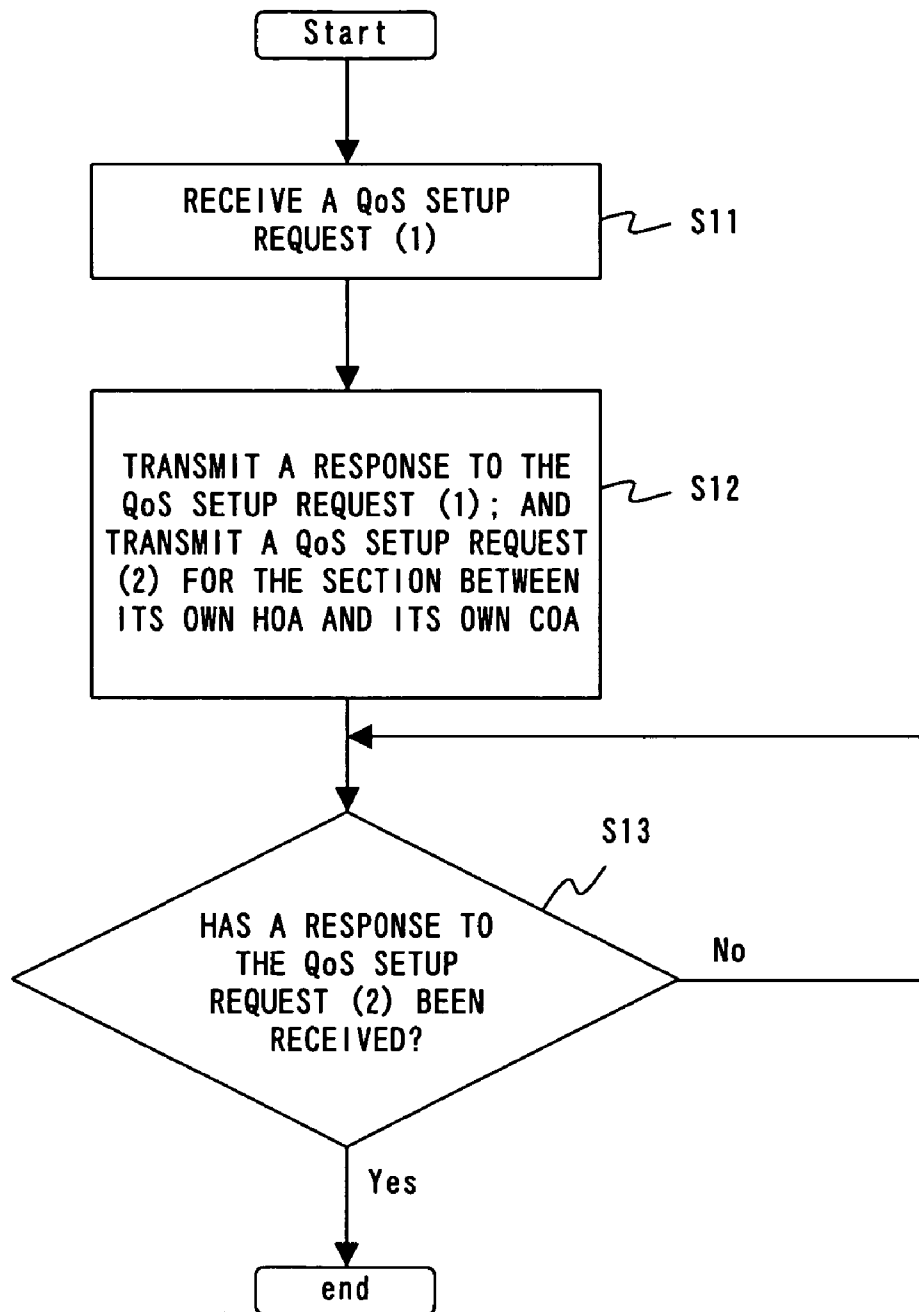 Start
RECEIVE A QoS SETUP
REQUEST (1)
S11
TRANSMIT A RESPONSE TO THE
QoS SETUP REQUEST (1); AND
TRANSMIT A QoS SETUP REQUEST
(2) FOR THE SECTION BETWEEN
ITS OWN HOA AND ITS OWN COA
S12
S13
HAS A RESPONSE TO
THE QoS SETUP
REQUEST (2) BEEN
RECEIVED?
No
Yes
end